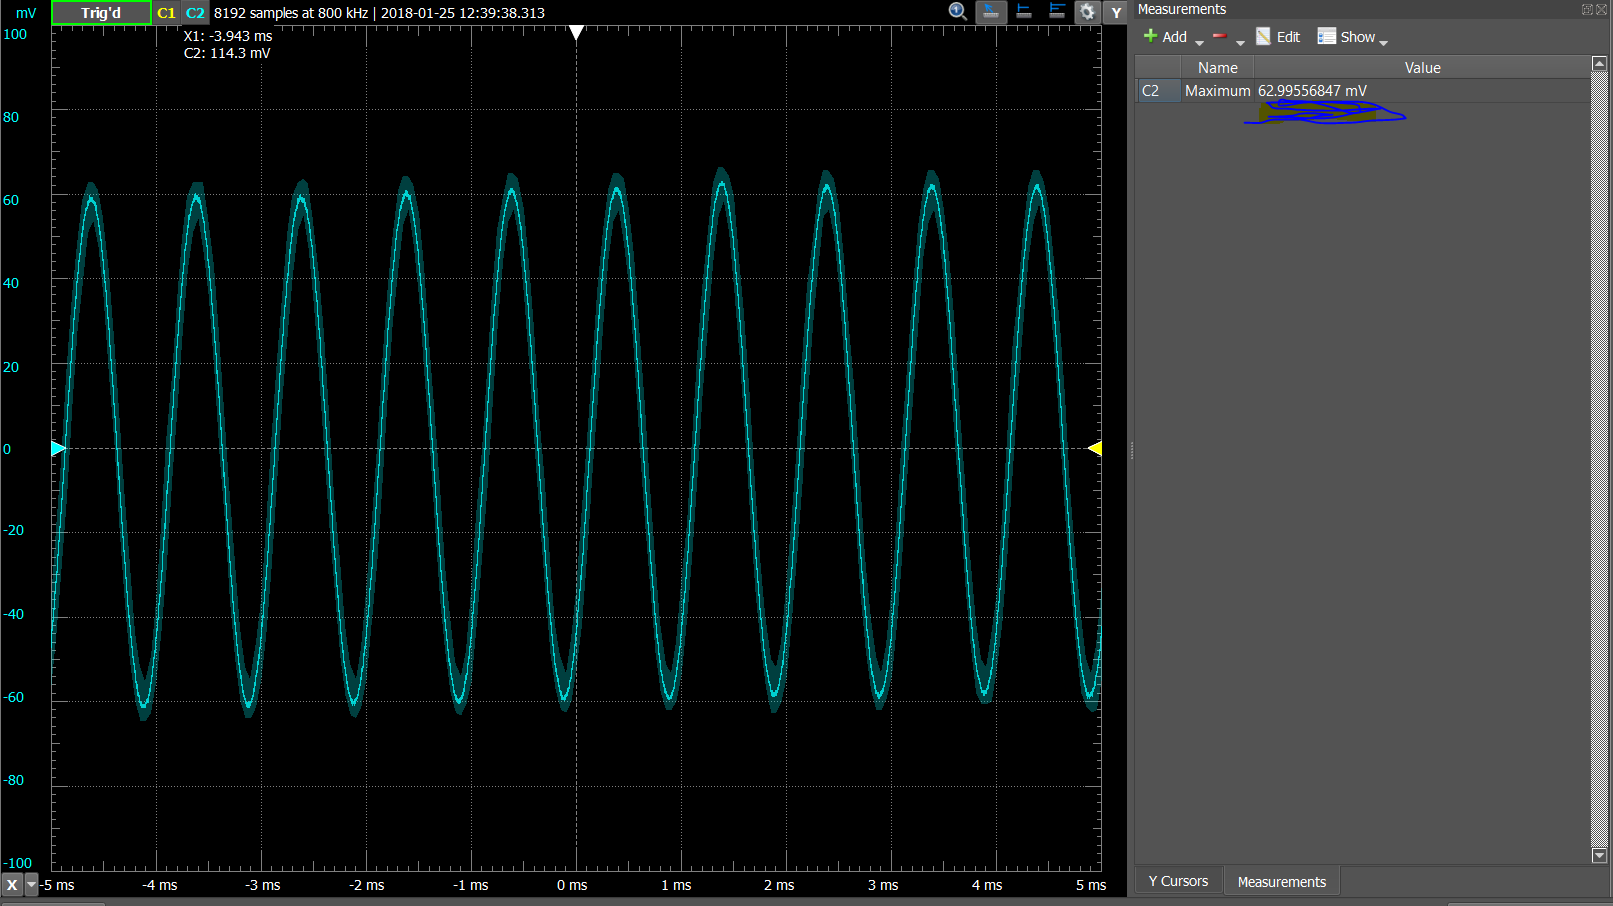 mV Trig'd C1 C2 8192 samples at 800 kHz | 2018-01-25 12:39:38.313 Y
X1: -3.943 ms
C2: 114.3 mV
100
80
60
40
20
0
-20
-40
-60
-80
-100
X -5 ms -4 ms -3 ms -2 ms -1 ms 0 ms 1 ms 2 ms 3 ms 4 ms 5 ms
Measurements
Add Edit Show
Name Value
C2 Maximum 62.99556847 mV
Y Cursors Measurements